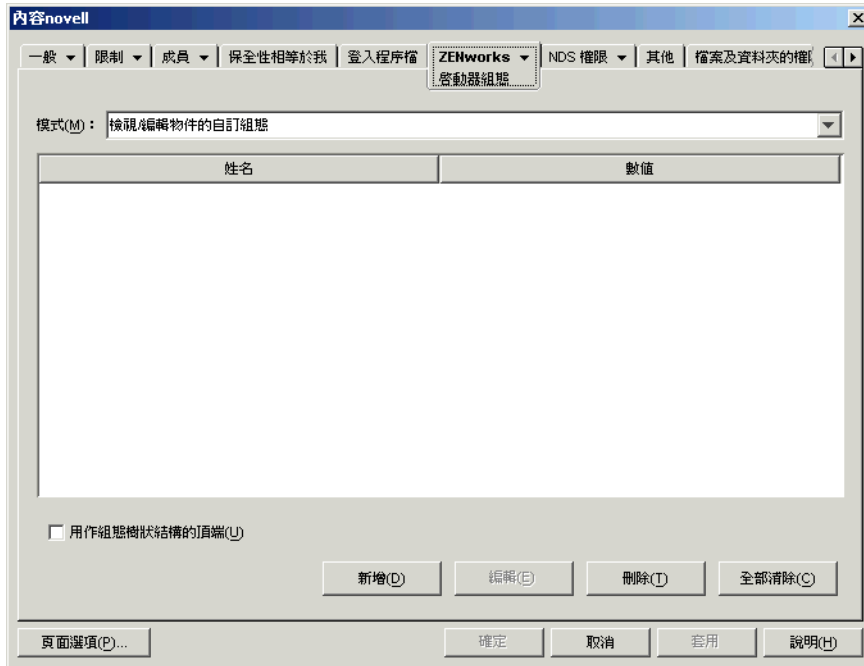 內容novell
一般 限制 成員 保全性相等於我 登入程序檔 ZENworks NDS 權限 其他 檔案及資料夾的權
啟動器組態
模式(M)： 檢視/編輯物件的自訂組態
姓名 數值
用作組態樹狀結構的頂端(U)
新增(D) 編輯(E) 刪除(T) 全部清除(C)
頁面選項(P)... 確定 取消 套用 說明(H)